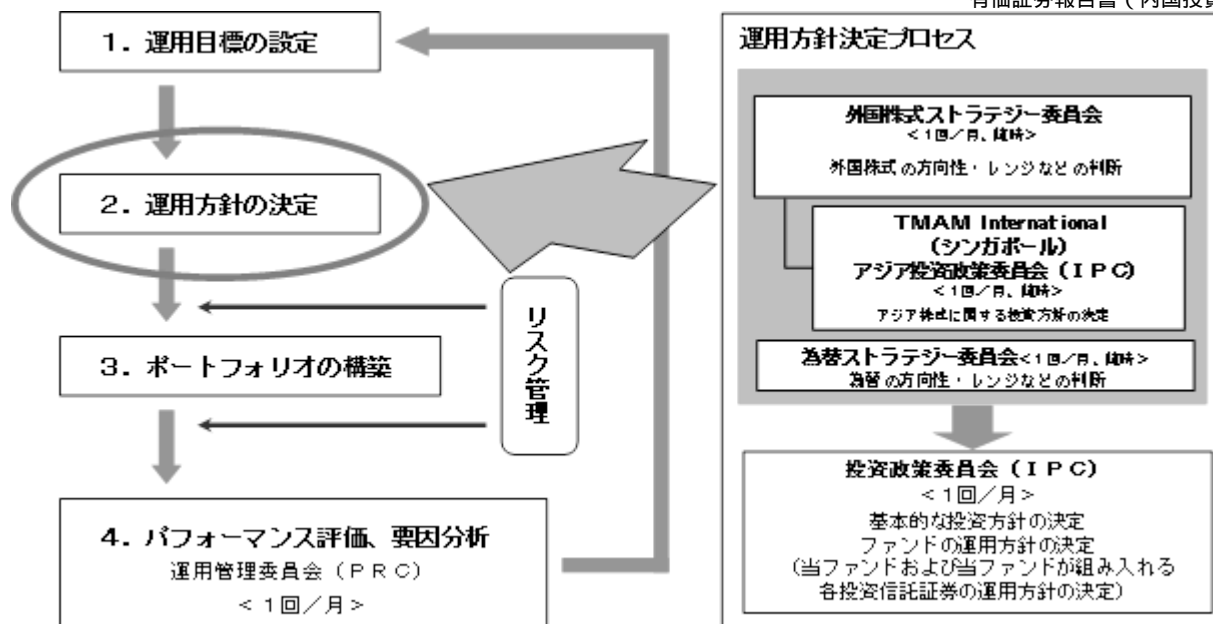 有価証券報告書(内国投資
1.運用目標の設定
2.運用方針の決定
リスク管理
3.ポートフォリオの構築
4.パフォーマンス評価、要因分析
運用管理委員会(PRC)
<1回/月>
運用方針決定プロセス
外国株式ストラテジー委員会
<1回/月、随時>
外国株式の方向性・レンジなどの判断
TMAM International
(シンガポール)
アジア投資政策委員会(IPC)
<1回/月、随時>
アジア株式に関する投資方針の決定
為替ストラテジー委員会<1回/月、随時>
為替の方向性・レンジなどの判断
投資政策委員会(IPC)
<1回/月>
基本的な投資方針の決定
ファンドの運用方針の決定
(当ファンドおよび当ファンドが組み入れる
各投資信託証券の運用方針の決定)